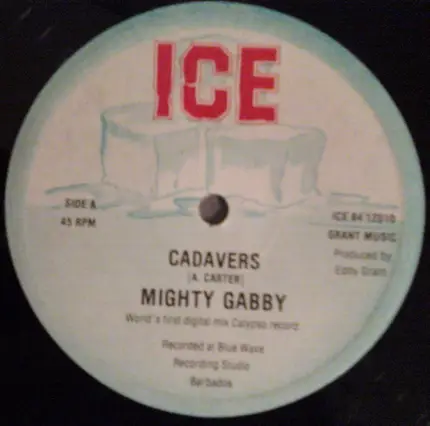 ICE
SIDE A
45 RPM
ICE 84 12010
GRANT MUSIC
Produced by
Eddy Grant
CADAVERS
[A. CARTER]
MIGHTY GABBY
World's first digital mix Calypso record
Recorded at Blue Wave
Recording Studio
Barbados